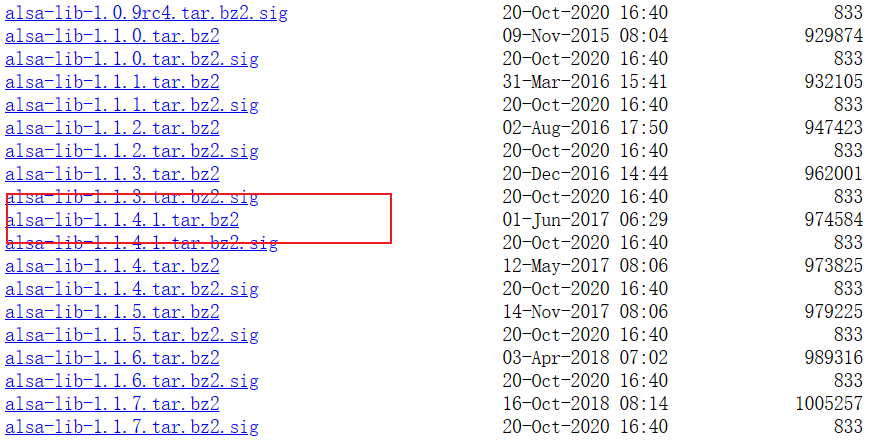 alsa-lib-1.0.9rc4.tar.bz2.sig 20-Oct-2020 16:40 833
alsa-lib-1.1.0.tar.bz2 09-Nov-2015 08:04 929874
alsa-lib-1.1.0.tar.bz2.sig 20-Oct-2020 16:40 833
alsa-lib-1.1.1.tar.bz2 31-Mar-2016 15:41 932105
alsa-lib-1.1.1.tar.bz2.sig 20-Oct-2020 16:40 833
alsa-lib-1.1.2.tar.bz2 02-Aug-2016 17:50 947423
alsa-lib-1.1.2.tar.bz2.sig 20-Oct-2020 16:40 833
alsa-lib-1.1.3.tar.bz2 20-Dec-2016 14:44 962001
alsa-lib-1.1.3.tar.bz2.sig 20-Oct-2020 16:40 833
alsa-lib-1.1.4.1.tar.bz2 01-Jun-2017 06:29 974584
alsa-lib-1.1.4.1.tar.bz2.sig 20-Oct-2020 16:40 833
alsa-lib-1.1.4.tar.bz2 12-May-2017 08:06 973825
alsa-lib-1.1.4.tar.bz2.sig 20-Oct-2020 16:40 833
alsa-lib-1.1.5.tar.bz2 14-Nov-2017 08:06 979225
alsa-lib-1.1.5.tar.bz2.sig 20-Oct-2020 16:40 833
alsa-lib-1.1.6.tar.bz2 03-Apr-2018 07:02 989316
alsa-lib-1.1.6.tar.bz2.sig 20-Oct-2020 16:40 833
alsa-lib-1.1.7.tar.bz2 16-Oct-2018 08:14 1005257
alsa-lib-1.1.7.tar.bz2.sig 20-Oct-2020 16:40 833